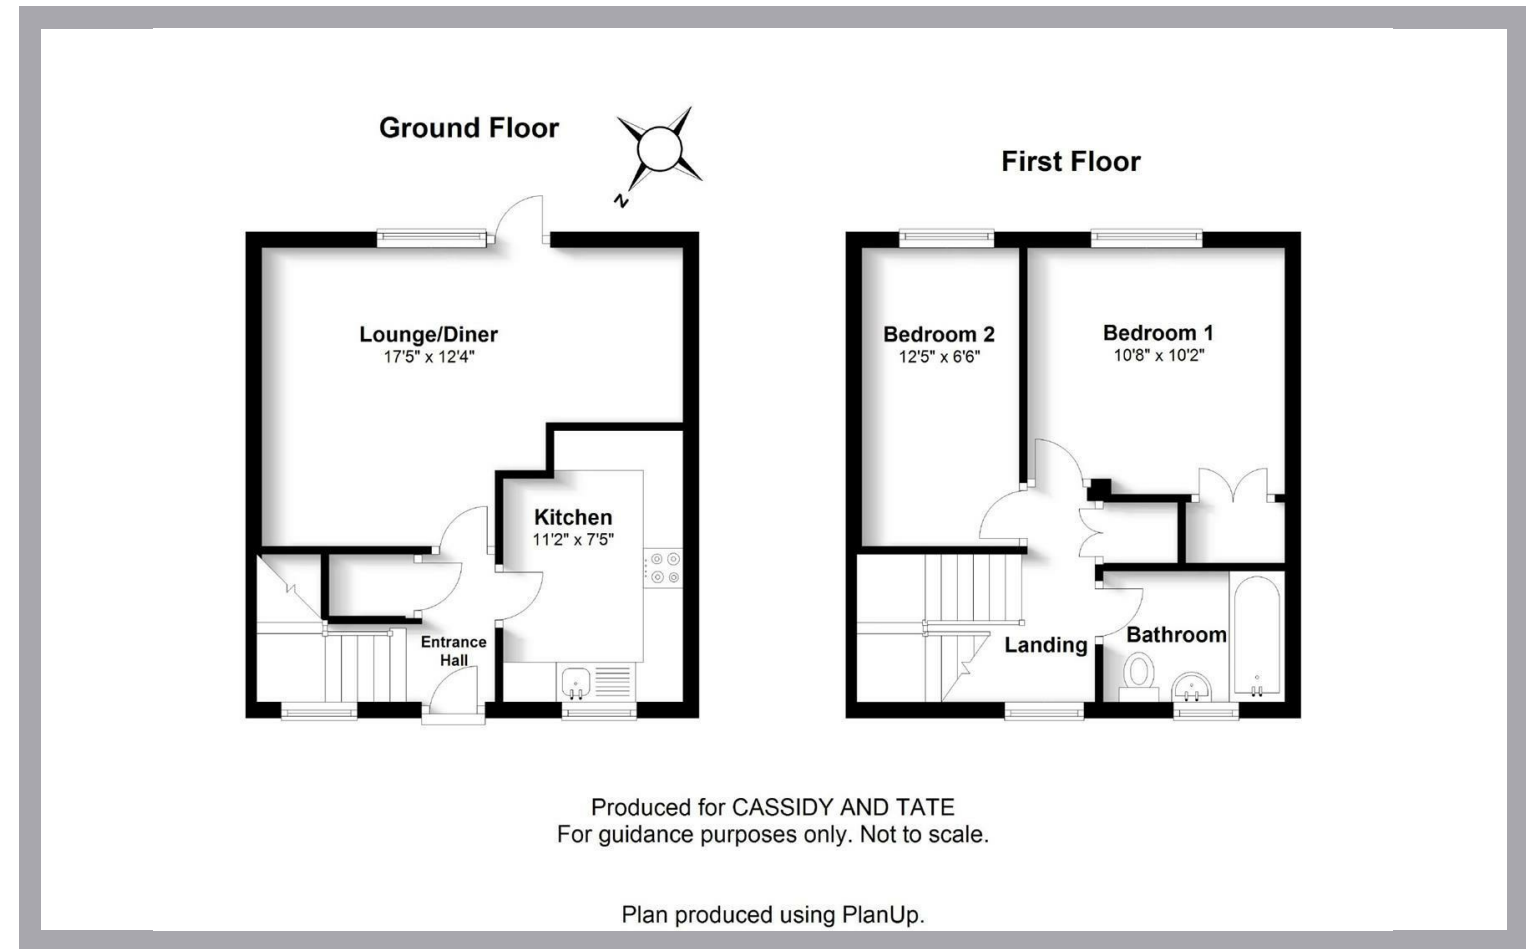 Ground Floor
N
Lounge/Diner
17'5" x 12'4"
Kitchen
11'2" x 7'5"
Entrance
Hall
First Floor
Bedroom 2
12'5" x 6'6"
Bedroom 1
10'8" x 10'2"
Landing
Bathroom
Produced for CASSIDY AND TATE
For guidance purposes only. Not to scale.
Plan produced using PlanUp.